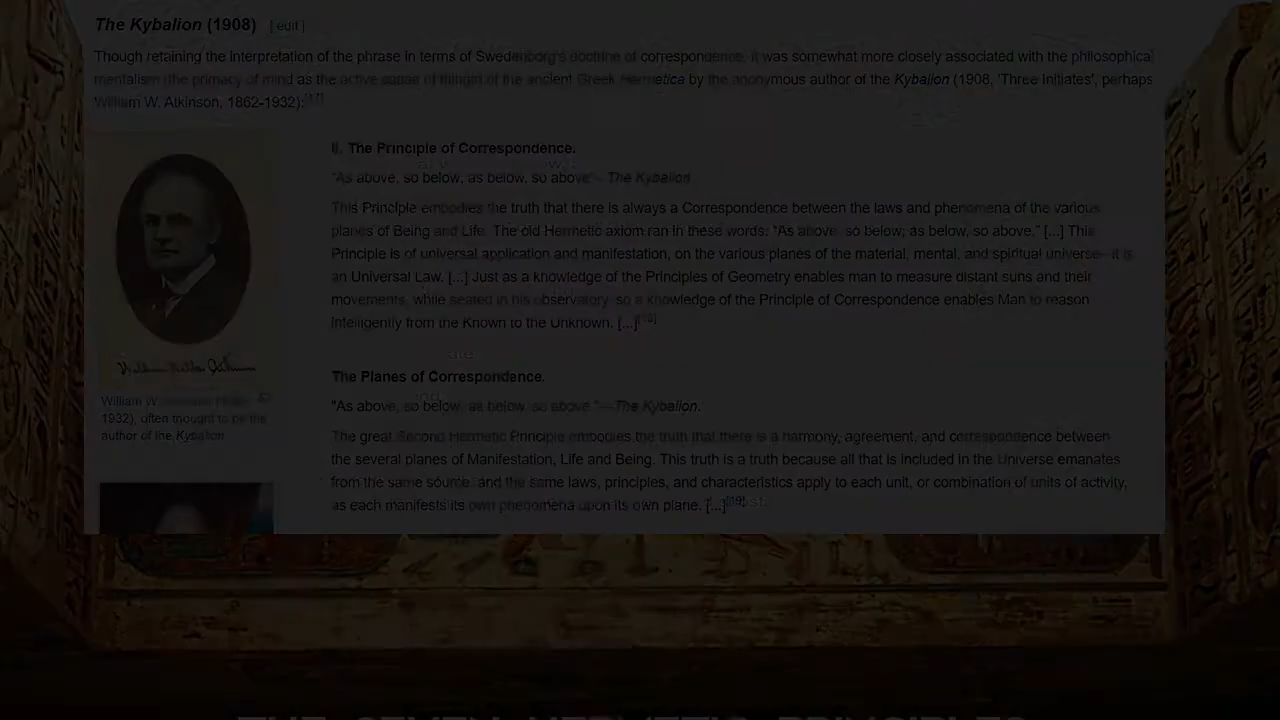 The Kybalion (1908) [ edit ]
Though retaining the interpretation of the phrase in terms of Swedenborg's doctrine of correspondence, it was somewhat more closely associated with the philosophical
mentalism (the primacy of mind as the active cause of things) of the ancient Greek Hermetica by the anonymous author of the Kybalion (1908, 'Three Initiates', perhaps
William W. Atkinson, 1862-1932):[17]
II. The Principle of Correspondence.
"As above, so below; as below, so above"—The Kybalion.
This Principle embodies the truth that there is always a Correspondence between the laws and phenomena of the various
planes of Being and Life. The old Hermetic axiom ran in these words: "As above, so below; as below, so above." [...] This
Principle is of universal application and manifestation, on the various planes of the material, mental, and spiritual universe—it is
an Universal Law. [...] Just as a knowledge of the Principles of Geometry enables man to measure distant suns and their
movements, while seated in his observatory, so a knowledge of the Principle of Correspondence enables Man to reason
intelligently from the Known to the Unknown. [...][18]
The Planes of Correspondence.
"As above, so below; as below, so above."—The Kybalion.
The great Second Hermetic Principle embodies the truth that there is a harmony, agreement, and correspondence between
the several planes of Manifestation, Life and Being. This truth is a truth because all that is included in the Universe emanates
from the same source, and the same laws, principles, and characteristics apply to each unit, or combination of units of activity,
as each manifests its own phenomena upon its own plane. [...][19]
William W.
1932), often thought to be the
author of the Kybalion
THE SEVEN HERMETIC PRINCIPLES